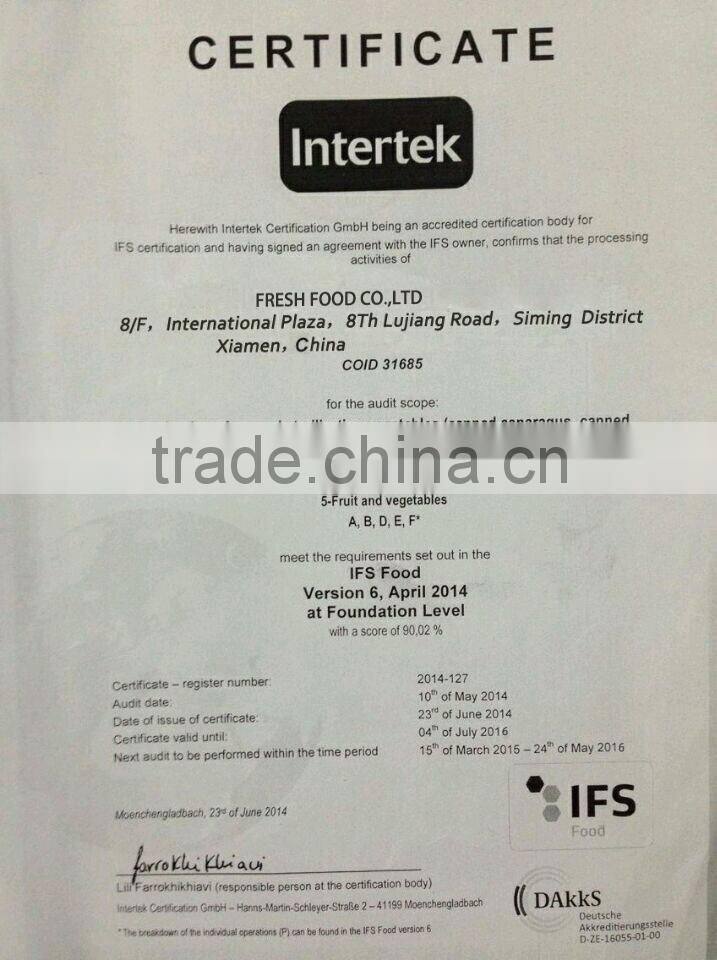 CERTIFICATE
Intertek
Herewith Intertek Certification GmbH being an accredited certification body for
IFS certification and having signed an agreement with the IFS owner, confirms that the processing
activities of
FRESH FOOD CO.,LTD
8/F，International Plaza，8Th Lujiang Road，Siming District
Xiamen，China
COID 31685
for the audit scope:
vegetables (canned asparagus, canned
trade.china.cn
5-Fruit and vegetables
A, B, D, E, F*
meet the requirements set out in the
IFS Food
Version 6, April 2014
at Foundation Level
with a score of 90,02 %
Certificate – register number: 2014-127
Audit date: 10th of May 2014
Date of issue of certificate: 23rd of June 2014
Certificate valid until: 04th of July 2016
Next audit to be performed within the time period 15th of March 2015 – 24th of May 2016
IFS
Food
Moenchengladbach, 23rd of June 2014
farrokhikhiavi
Lili Farrokhikhiavi (responsible person at the certification body)
Intertek Certification GmbH – Hanns-Martin-Schleyer-Straße 2 – 41199 Moenchengladbach
* The breakdown of the individual operations (P) can be found in the IFS Food version 6
DAkkS
Deutsche
Akkreditierungsstelle
D-ZE-16055-01-00